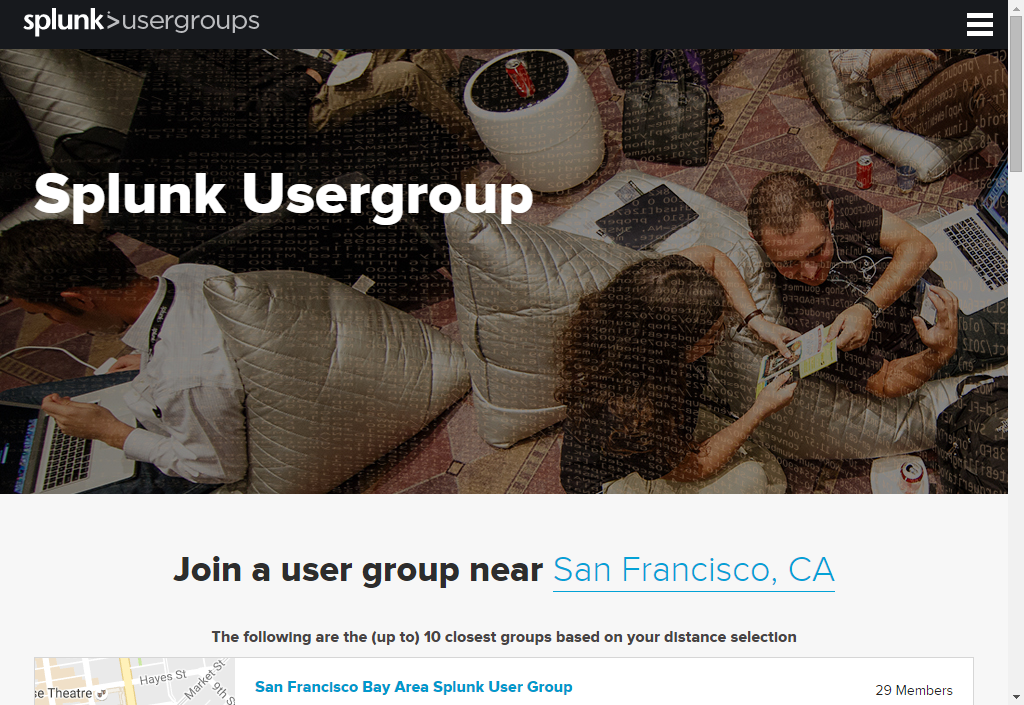 splunk>usergroups
Splunk Usergroup
Join a user group near San Francisco, CA
The following are the (up to) 10 closest groups based on your distance selection
Hayes St
Market St
se Theatre
9th S
San Francisco Bay Area Splunk User Group
29 Members